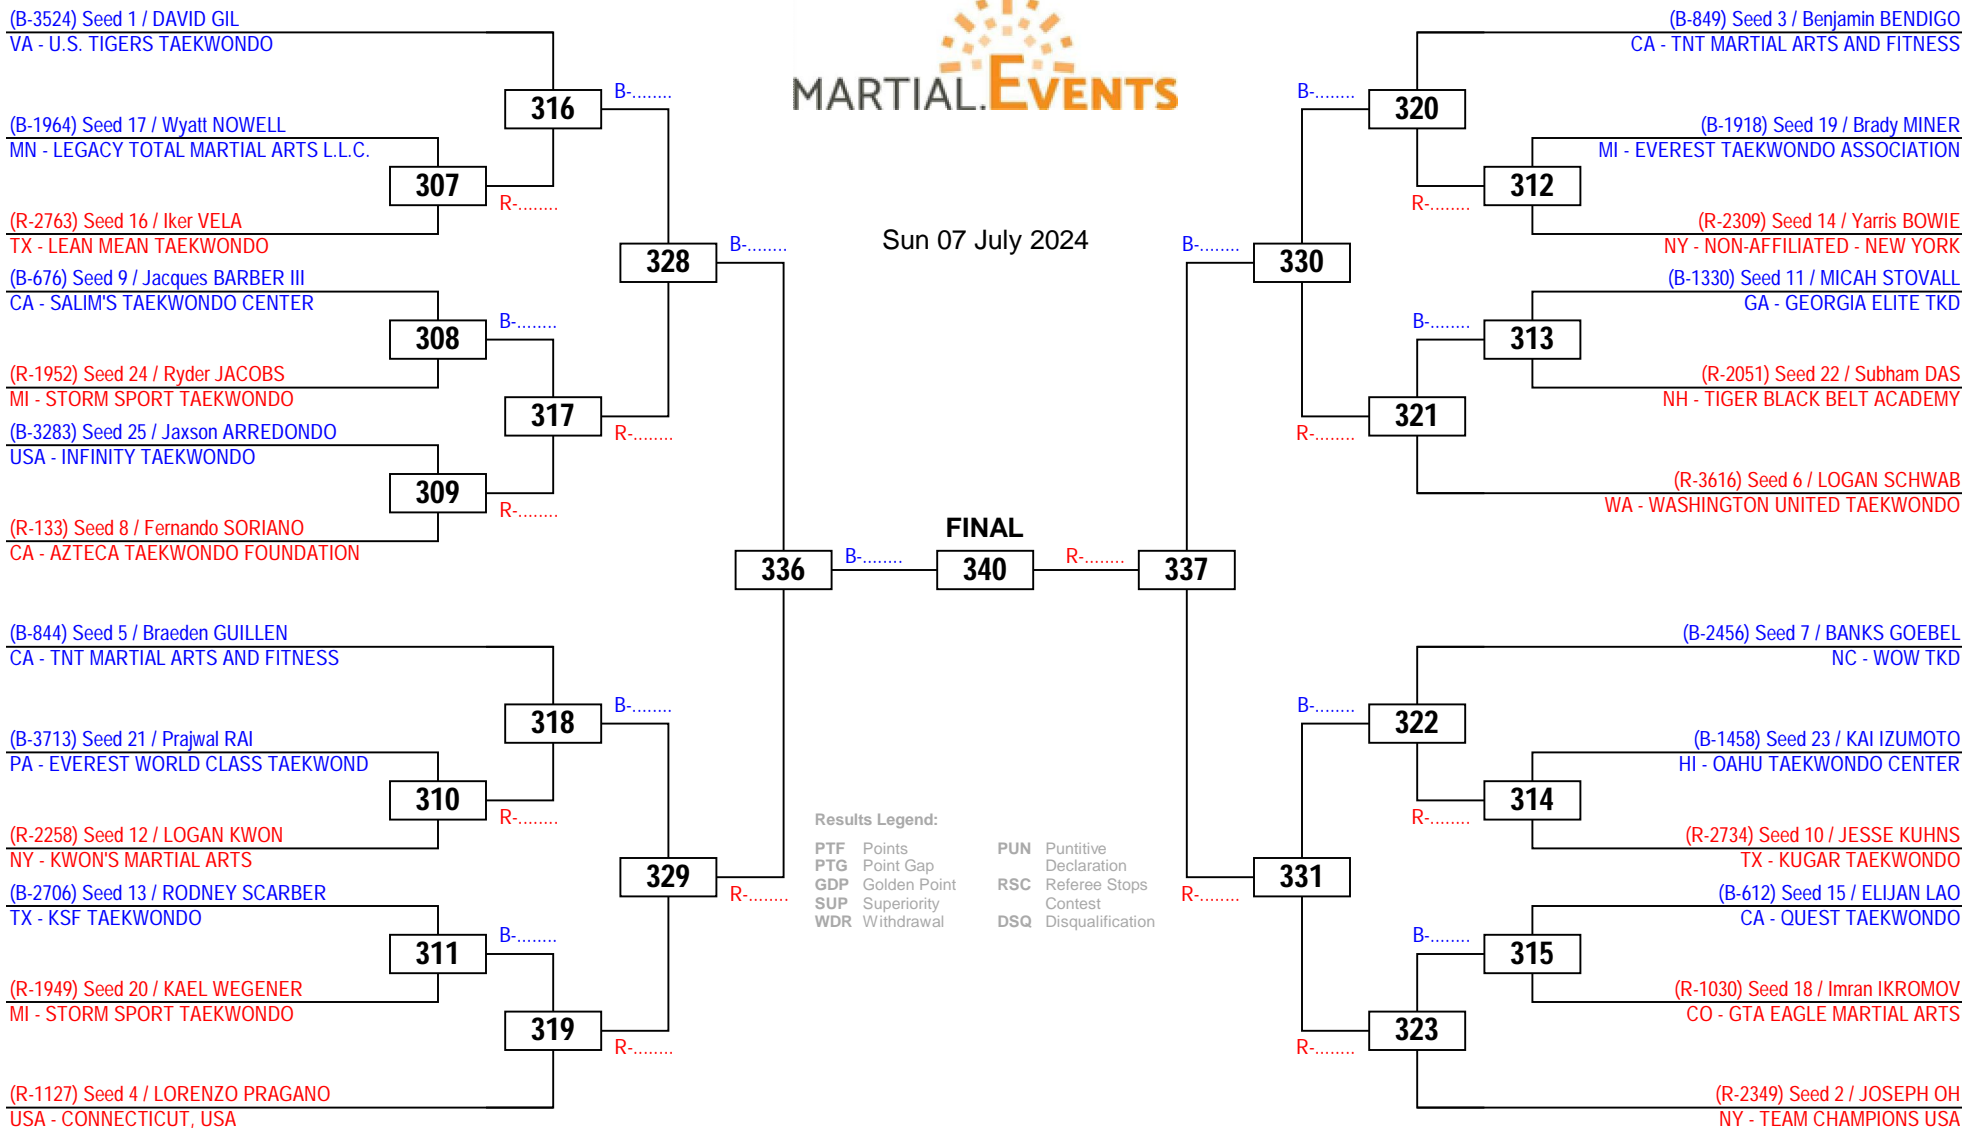 (B-3524) Seed 1 / DAVID GIL
VA - U.S. TIGERS TAEKWONDO
316
B-........
(B-1964) Seed 17 / Wyatt NOWELL
MN - LEGACY TOTAL MARTIAL ARTS L.L.C.
307
R-........
(R-2763) Seed 16 / Iker VELA
TX - LEAN MEAN TAEKWONDO
328
B-........
(B-676) Seed 9 / Jacques BARBER III
CA - SALIM'S TAEKWONDO CENTER
308
B-........
(R-1952) Seed 24 / Ryder JACOBS
MI - STORM SPORT TAEKWONDO
317
R-........
(B-3283) Seed 25 / Jaxson ARREDONDO
USA - INFINITY TAEKWONDO
309
R-........
(R-133) Seed 8 / Fernando SORIANO
CA - AZTECA TAEKWONDO FOUNDATION
336
B-........
(B-844) Seed 5 / Braeden GUILLEN
CA - TNT MARTIAL ARTS AND FITNESS
318
B-........
(B-3713) Seed 21 / Prajwal RAI
PA - EVEREST WORLD CLASS TAEKWOND
310
R-........
(R-2258) Seed 12 / LOGAN KWON
NY - KWON'S MARTIAL ARTS
329
R-........
(B-2706) Seed 13 / RODNEY SCARBER
TX - KSF TAEKWONDO
311
B-........
(R-1949) Seed 20 / KAEL WEGENER
MI - STORM SPORT TAEKWONDO
319
R-........
(R-1127) Seed 4 / LORENZO PRAGANO
USA - CONNECTICUT, USA
MARTIAL.EVENTS
Sun 07 July 2024
FINAL
340
R-........
Results Legend:
PTF Points
PTG Point Gap
GDP Golden Point
SUP Superiority
WDR Withdrawal
PUN Puntitive
Declaration
RSC Referee Stops
Contest
DSQ Disqualification
(B-849) Seed 3 / Benjamin BENDIGO
CA - TNT MARTIAL ARTS AND FITNESS
B-........
320
(B-1918) Seed 19 / Brady MINER
MI - EVEREST TAEKWONDO ASSOCIATION
312
R-........
(R-2309) Seed 14 / Yarris BOWIE
NY - NON-AFFILIATED - NEW YORK
B-........
330
(B-1330) Seed 11 / MICAH STOVALL
GA - GEORGIA ELITE TKD
B-........
313
(R-2051) Seed 22 / Subham DAS
NH - TIGER BLACK BELT ACADEMY
321
R-........
(R-3616) Seed 6 / LOGAN SCHWAB
WA - WASHINGTON UNITED TAEKWONDO
337
(B-2456) Seed 7 / BANKS GOEBEL
NC - WOW TKD
B-........
322
(B-1458) Seed 23 / KAI IZUMOTO
HI - OAHU TAEKWONDO CENTER
314
R-........
(R-2734) Seed 10 / JESSE KUHNS
TX - KUGAR TAEKWONDO
331
R-........
(B-612) Seed 15 / ELIJAN LAO
CA - QUEST TAEKWONDO
B-........
315
(R-1030) Seed 18 / Imran IKROMOV
CO - GTA EAGLE MARTIAL ARTS
323
R-........
(R-2349) Seed 2 / JOSEPH OH
NY - TEAM CHAMPIONS USA